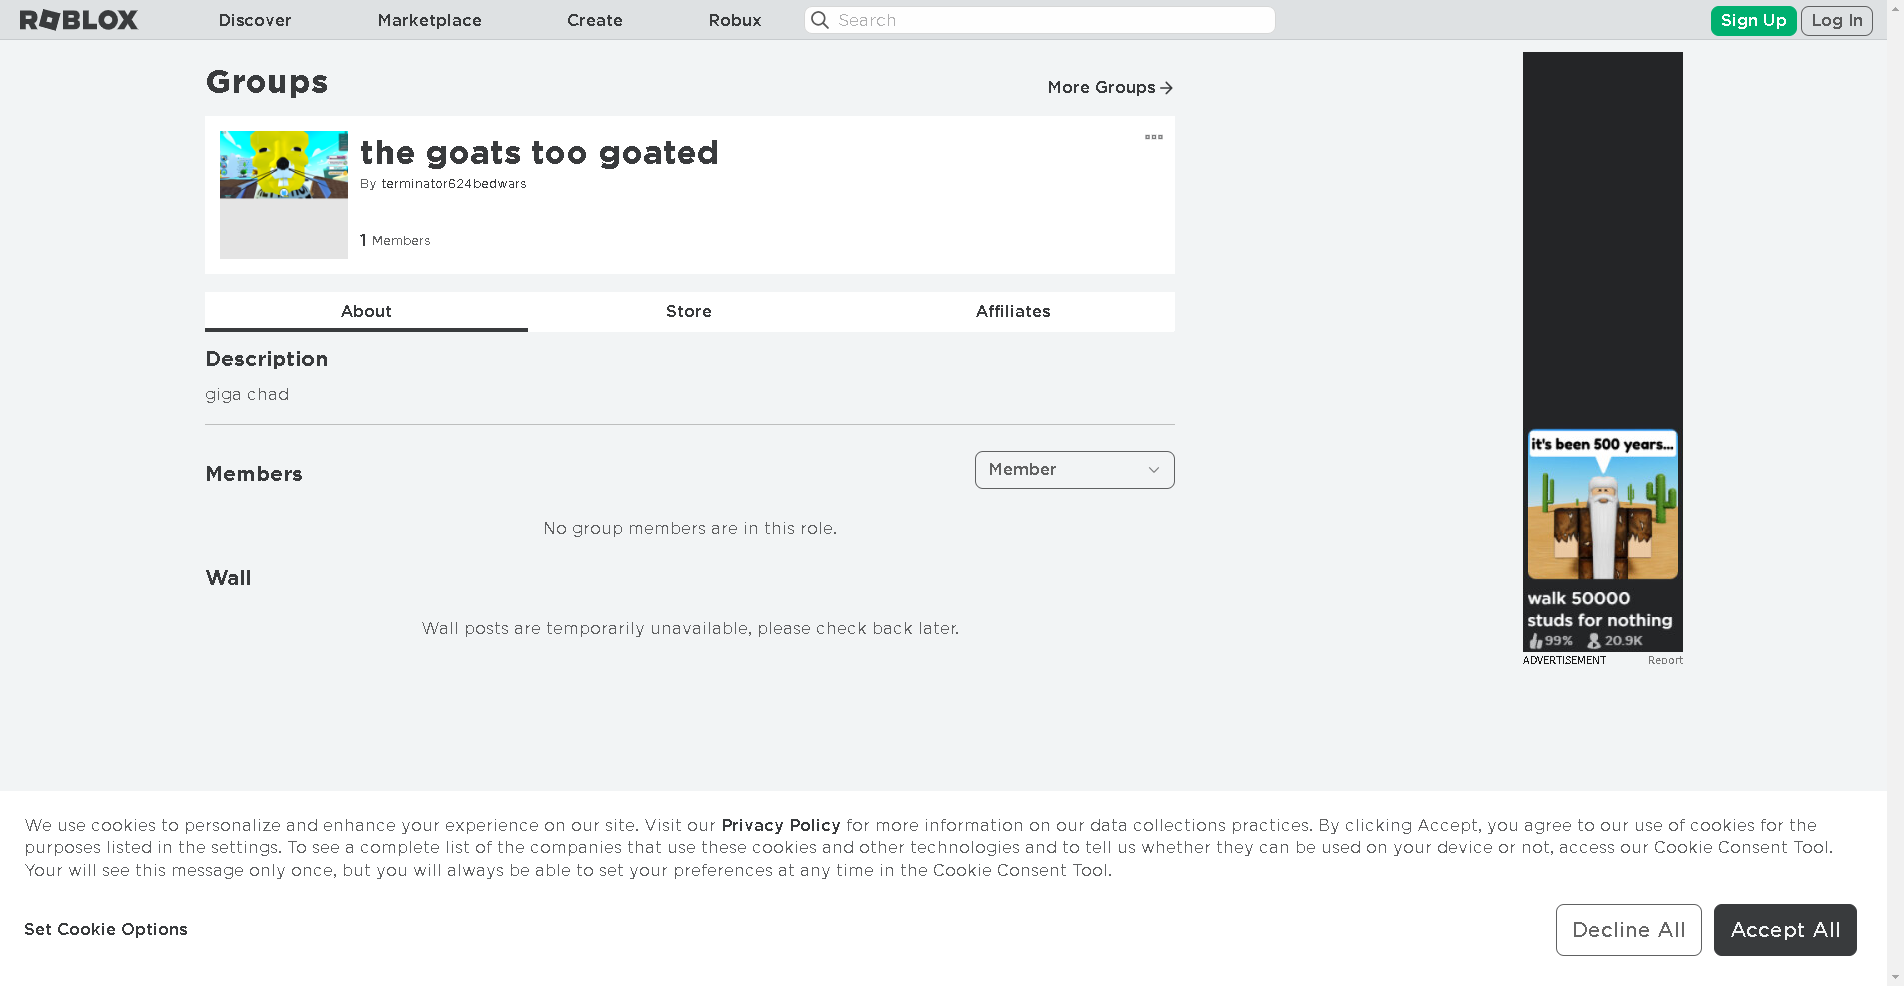 ROBLOX Discover Marketplace Create Robux Search Sign Up Log In
Groups
More Groups
the goats too goated
By terminator624bedwars
1 Members
About Store Affiliates
Description
giga chad
Members
Member
No group members are in this role.
Wall
Wall posts are temporarily unavailable, please check back later.
it's been 500 years...
walk 50000
studs for nothing
99% 20.9K
ADVERTISEMENT Report
We use cookies to personalize and enhance your experience on our site. Visit our Privacy Policy for more information on our data collections practices. By clicking Accept, you agree to our use of cookies for the
purposes listed in the settings. To see a complete list of the companies that use these cookies and other technologies and to tell us whether they can be used on your device or not, access our Cookie Consent Tool.
Your will see this message only once, but you will always be able to set your preferences at any time in the Cookie Consent Tool.
Set Cookie Options
Decline All Accept All